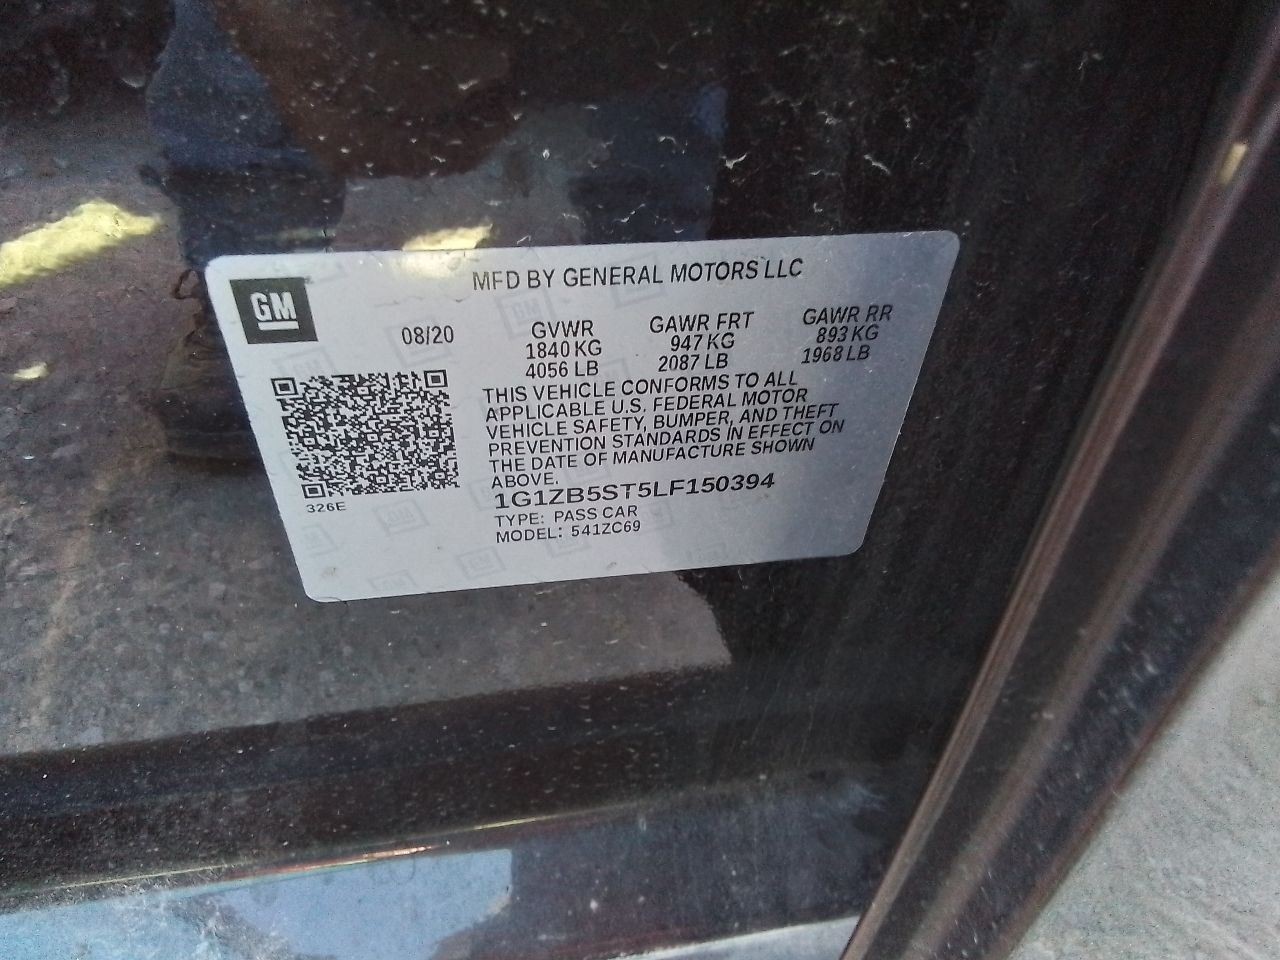 MFD BY GENERAL MOTORS LLC
GM
08/20
GVWR
1840 KG
4056 LB
GAWR FRT
947 KG
2087 LB
GAWR RR
893 KG
1968 LB
THIS VEHICLE CONFORMS TO ALL
APPLICABLE U.S. FEDERAL MOTOR
VEHICLE SAFETY, BUMPER, AND THEFT
PREVENTION STANDARDS IN EFFECT ON
THE DATE OF MANUFACTURE SHOWN
ABOVE.
326E
1G1ZB5ST5LF150394
TYPE: PASS CAR
MODEL: 541ZC69